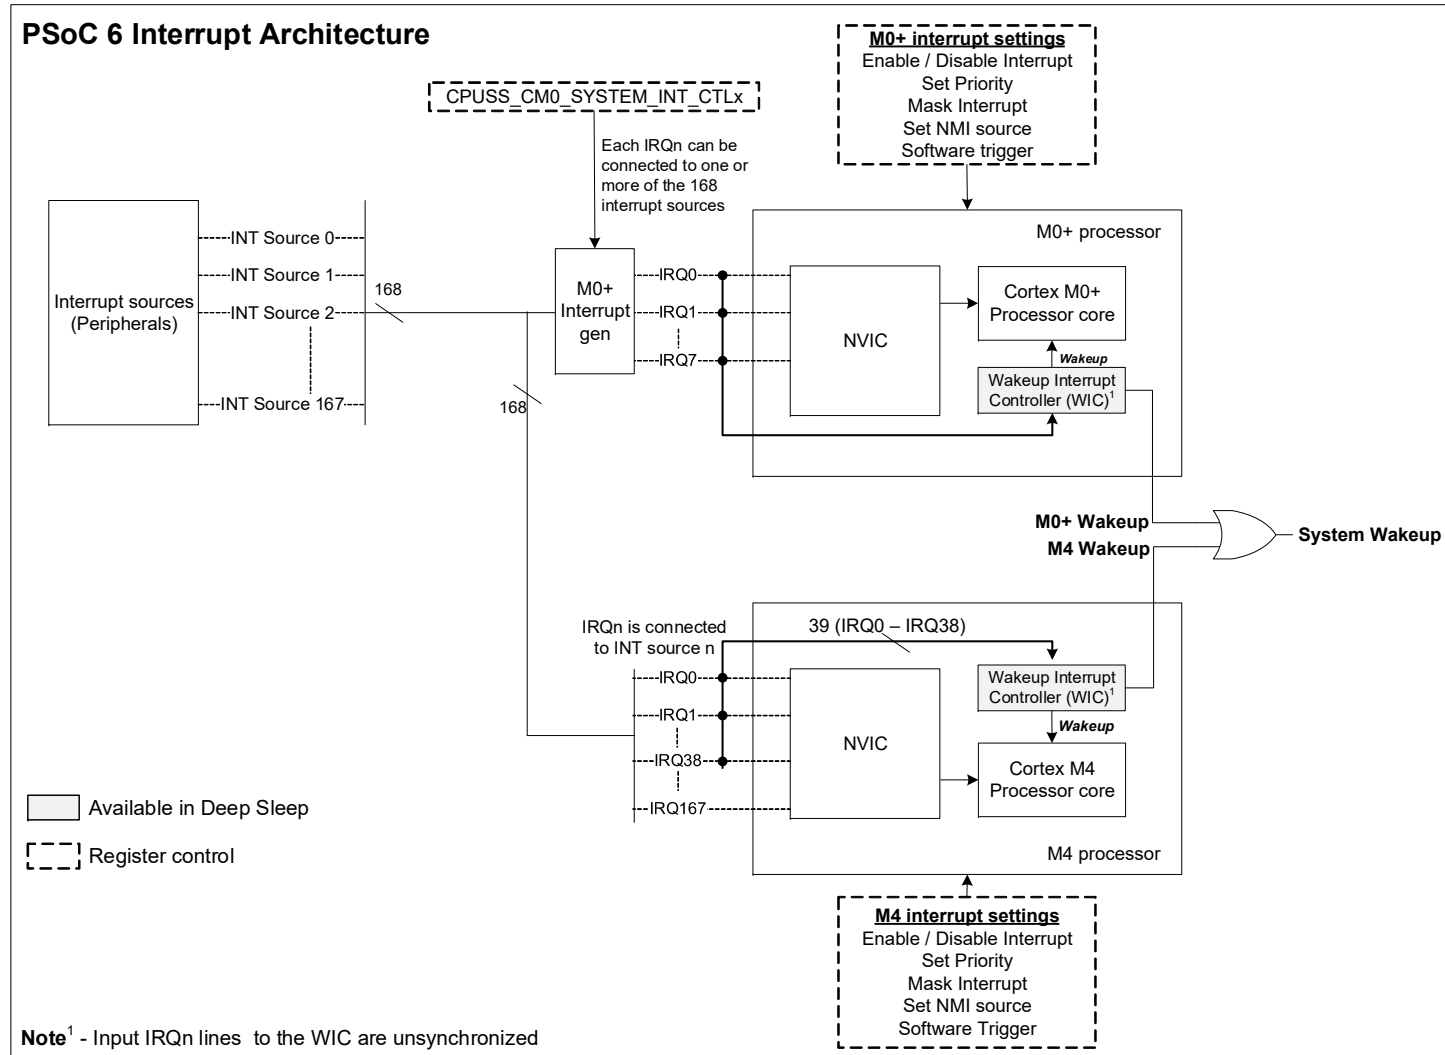 PSoC 6 Interrupt Architecture
M0+ interrupt settings
Enable / Disable Interrupt
Set Priority
Mask Interrupt
Set NMI source
Software trigger
CPUSS_CM0_SYSTEM_INT_CTLx
Each IRQn can be
connected to one or
more of the 168
interrupt sources
Interrupt sources
(Peripherals)
INT Source 0
INT Source 1
INT Source 2
INT Source 167
168
168
M0+
Interrupt
gen
IRQ0
IRQ1
IRQ7
M0+ processor
NVIC
Cortex M0+
Processor core
Wakeup
Wakeup Interrupt
Controller (WIC)1
M0+ Wakeup
M4 Wakeup
System Wakeup
IRQn is connected
to INT source n
39 (IRQ0 – IRQ38)
IRQ0
IRQ1
IRQ38
IRQ167
NVIC
Wakeup Interrupt
Controller (WIC)1
Wakeup
Cortex M4
Processor core
M4 processor
Available in Deep Sleep
Register control
M4 interrupt settings
Enable / Disable Interrupt
Set Priority
Mask Interrupt
Set NMI source
Software Trigger
Note1 - Input IRQn lines to the WIC are unsynchronized